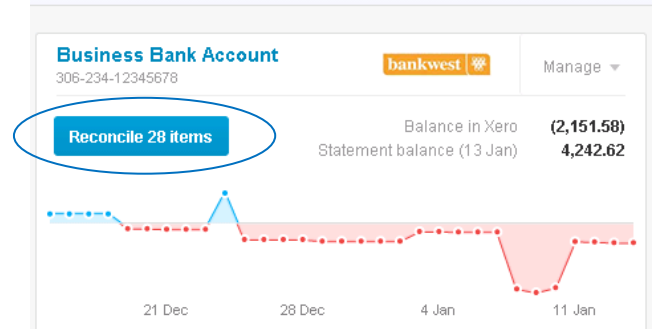 Business Bank Account
306-234-12345678
bankwest
Manage
Reconcile 28 items
Balance in Xero (2,151.58)
Statement balance (13 Jan) 4,242.62
21 Dec 28 Dec 4 Jan 11 Jan